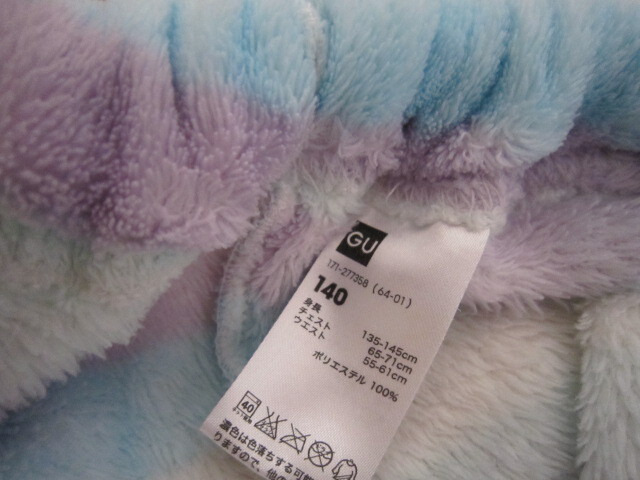 GU
171-277358 (64-01)
140
身長 135-145cm
チェスト 65-71cm
ウエスト 55-61cm
ポリエステル 100%
40
濃色は色落ちする可能
りますので、他の